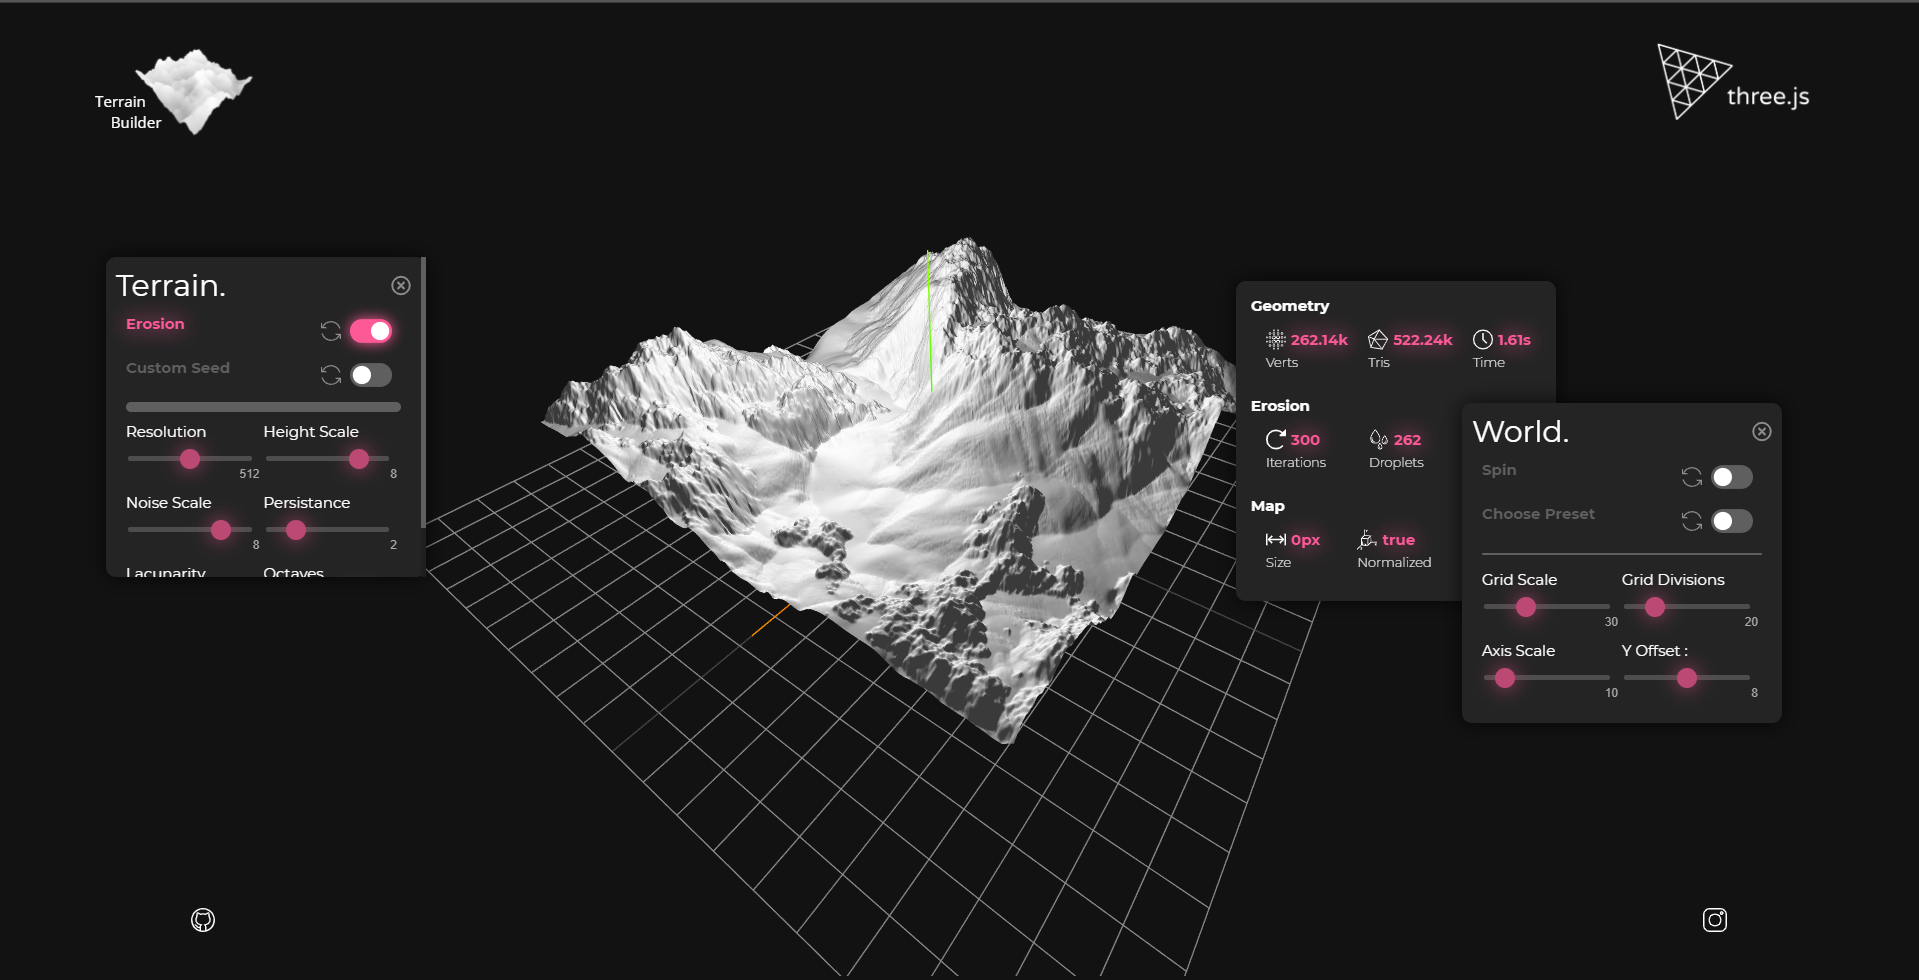 Terrain
Builder
three.js
Terrain.
Erosion
Custom Seed
Resolution Height Scale
512 8
Noise Scale Persistance
8 2
Lacunarity Octaves
Geometry
262.14k 522.24k 1.61s
Verts Tris Time
Erosion
300 262
Iterations Droplets
Map
0px true
Size Normalized
World.
Spin
Choose Preset
Grid Scale Grid Divisions
30 20
Axis Scale Y Offset :
10 8